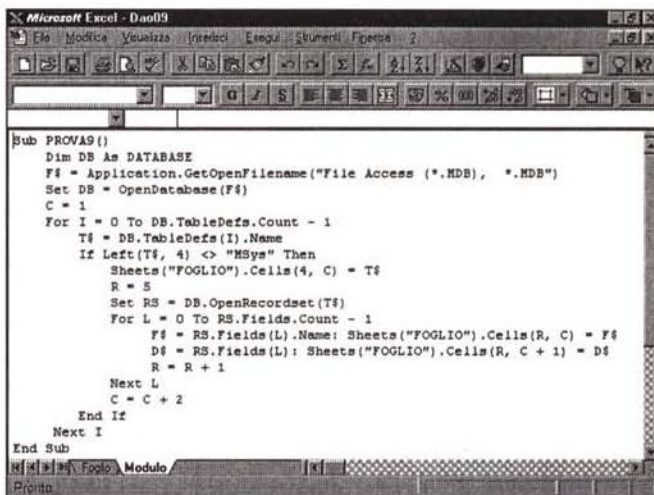 Microsoft Excel - Dao09
File Modifica Visualizza Inserisci Esegui Strumenti Finestra ?
G I S
% 000
Sub PROVA9()
Dim DB As DATABASE
F$ = Application.GetOpenFilename("File Access (*.MDB), *.MDB")
Set DB = OpenDatabase(F$)
C = 1
For I = 0 To DB.TableDefs.Count - 1
T$ = DB.TableDefs(I).Name
If Left(T$, 4) <> "MSys" Then
Sheets("FOGLIO").Cells(4, C) = T$
R = 5
Set RS = DB.OpenRecordset(T$)
For L = 0 To RS.Fields.Count - 1
F$ = RS.Fields(L).Name: Sheets("FOGLIO").Cells(R, C) = F$
D$ = RS.Fields(L): Sheets("FOGLIO").Cells(R, C + 1) = D$
R = R + 1
Next L
C = C + 2
End If
Next I
End Sub
Foglio Modulo
Pronto